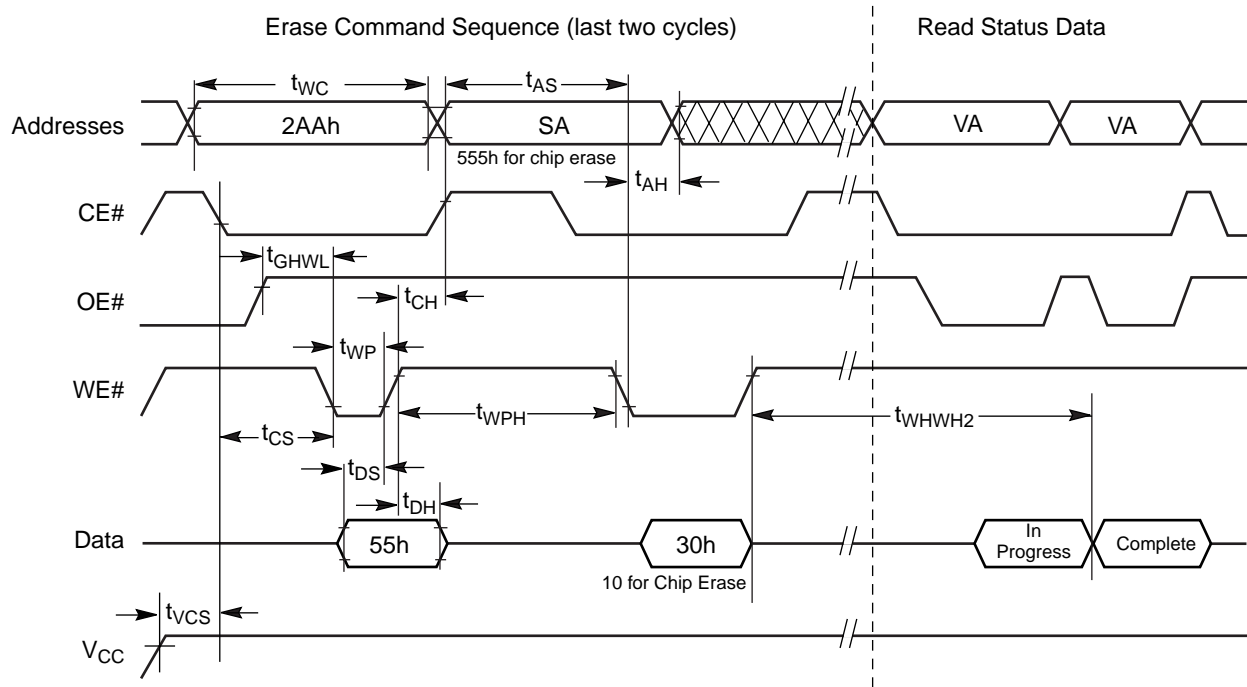 Erase Command Sequence (last two cycles)
Read Status Data
tWC
tAS
Addresses
2AAh
SA
VA
VA
555h for chip erase
tAH
CE#
tGHWL
OE#
tCH
tWP
WE#
tWPH
tWHWH2
tCS
tDS
tDH
Data
55h
30h
In
Progress
Complete
10 for Chip Erase
tVCS
VCC